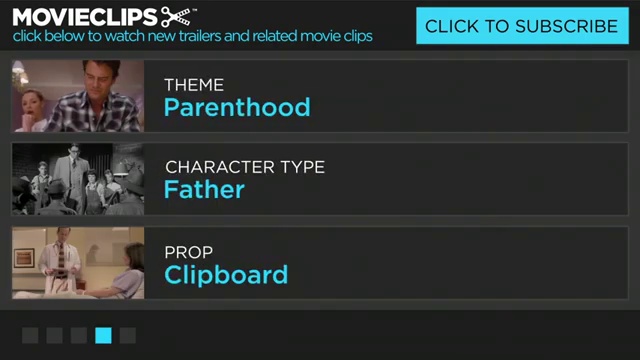 MOVIECLIPS™
click below to watch new trailers and related movie clips
CLICK TO SUBSCRIBE
THEME
Parenthood
CHARACTER TYPE
Father
PROP
Clipboard